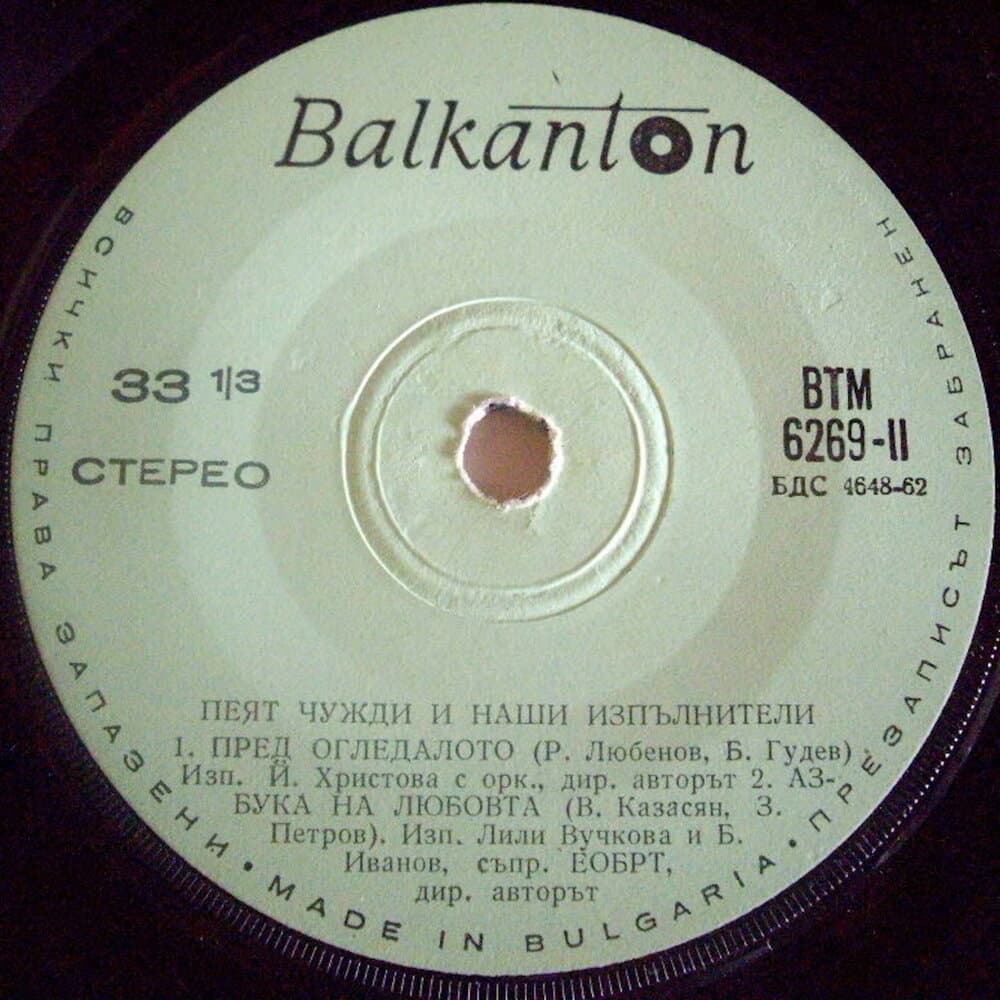 Balkanton
ВСИЧКИ ПРАВА ЗАПАЗЕНИ • MADE IN BULGARIA • ПРЕЗАПИСЪТ ЗАБРАНЕН
33 1/3
СТЕРЕО
ВТМ
6269-II
БДС 4648-62
ПЕЯТ ЧУЖДИ И НАШИ ИЗПЪЛНИТЕЛИ
1. ПРЕД ОГЛЕДАЛОТО (Р. Любенов, Б. Гудев)
Изп. Й. Христова с орк., дир. авторът 2. АЗ-
БУКА НА ЛЮБОВТА (В. Казасян, З.
Петров). Изп. Лили Вучкова и Б.
Иванов, съпр. ЕОБРТ,
дир. авторът